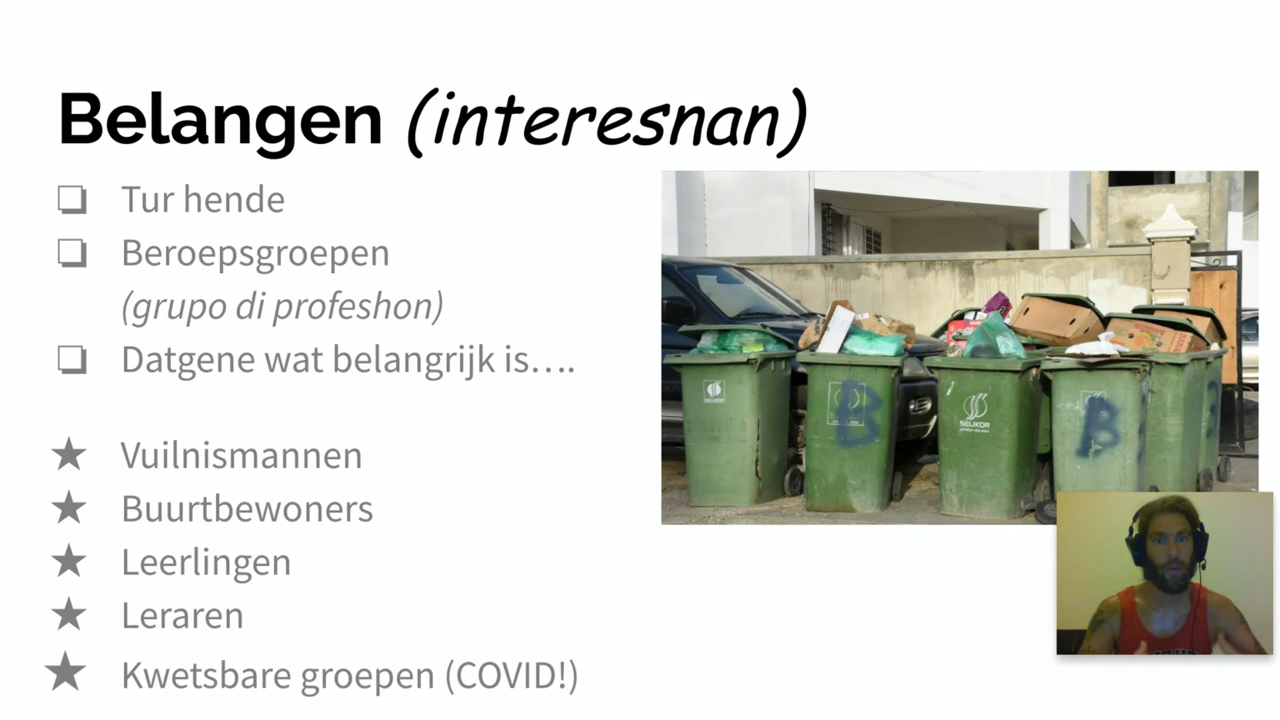 Belangen (interesnan)
Tur hende
Beroepsgroepen
(grupo di profeshon)
Datgene wat belangrijk is....
Vuilnismannen
Buurtbewoners
Leerlingen
Leraren
Kwetsbare groepen (COVID!)
B
SELIKOR
B